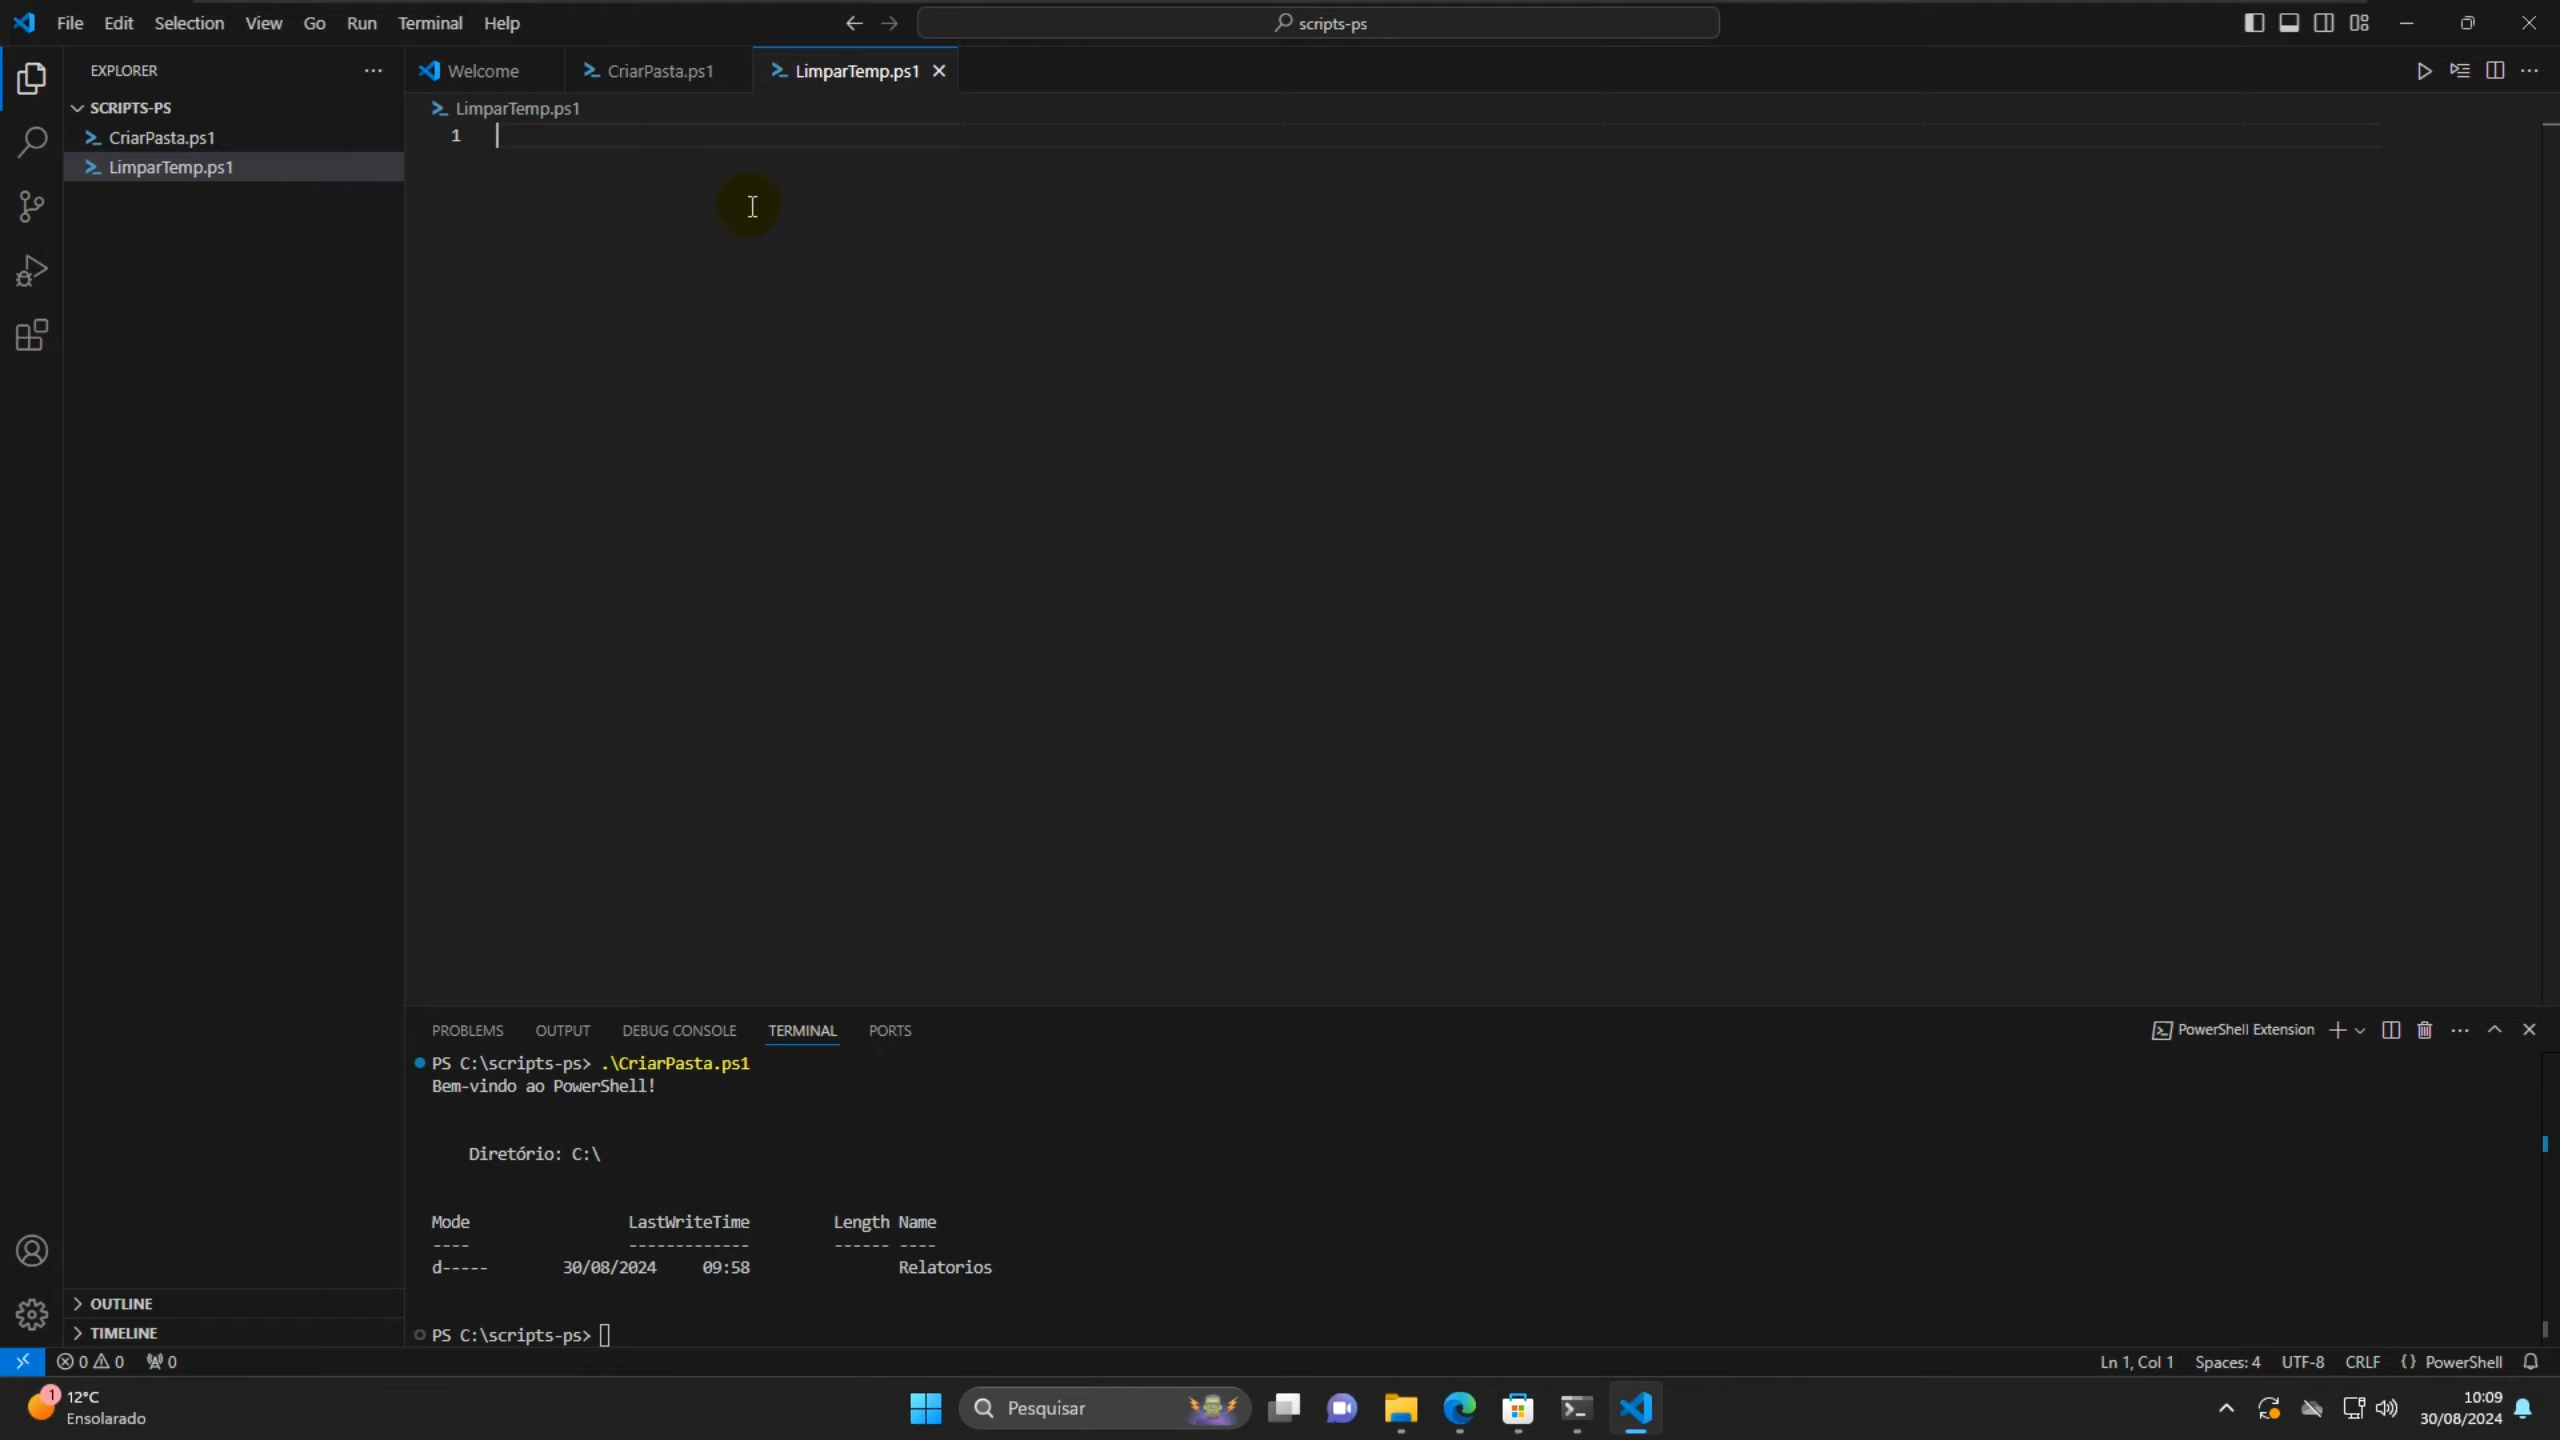 File Edit Selection View Go Run Terminal Help
scripts-ps
EXPLORER
Welcome
CriarPasta.ps1
LimparTemp.ps1
SCRIPTS-PS
CriarPasta.ps1
LimparTemp.ps1
LimparTemp.ps1
1
PROBLEMS OUTPUT DEBUG CONSOLE TERMINAL PORTS
PowerShell Extension
PS C:\scripts-ps> .\CriarPasta.ps1
Bem-vindo ao PowerShell!
Diretório: C:\
Mode LastWriteTime Length Name
---- ------------- ------ ----
d----- 30/08/2024 09:58 Relatorios
PS C:\scripts-ps>
OUTLINE
TIMELINE
0 0 0
Ln 1, Col 1 Spaces: 4 UTF-8 CRLF {} PowerShell
1
12°C
Ensolarado
Pesquisar
10:09
30/08/2024